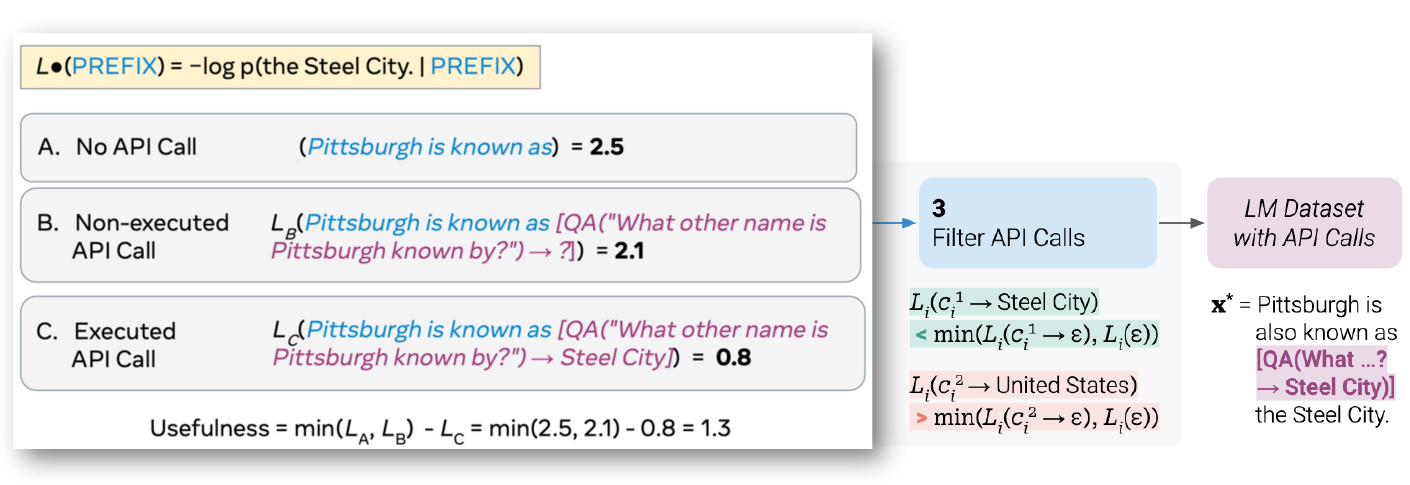 L●(PREFIX) = −log p(the Steel City. | PREFIX)
A. No API Call (Pittsburgh is known as) = 2.5
B. Non-executed API Call
L_B(Pittsburgh is known as [QA("What other name is
Pittsburgh known by?") → ?]) = 2.1
C. Executed API Call
L_C(Pittsburgh is known as [QA("What other name is
Pittsburgh known by?") → Steel City]) = 0.8
Usefulness = min(L_A, L_B) - L_C = min(2.5, 2.1) - 0.8 = 1.3
3
Filter API Calls
L_i(c_i^1 → Steel City)
< min(L_i(c_i^1 → ε), L_i(ε))
L_i(c_i^2 → United States)
> min(L_i(c_i^2 → ε), L_i(ε))
LM Dataset
with API Calls
x* = Pittsburgh is
also known as
[QA(What ...?
→ Steel City)]
the Steel City.